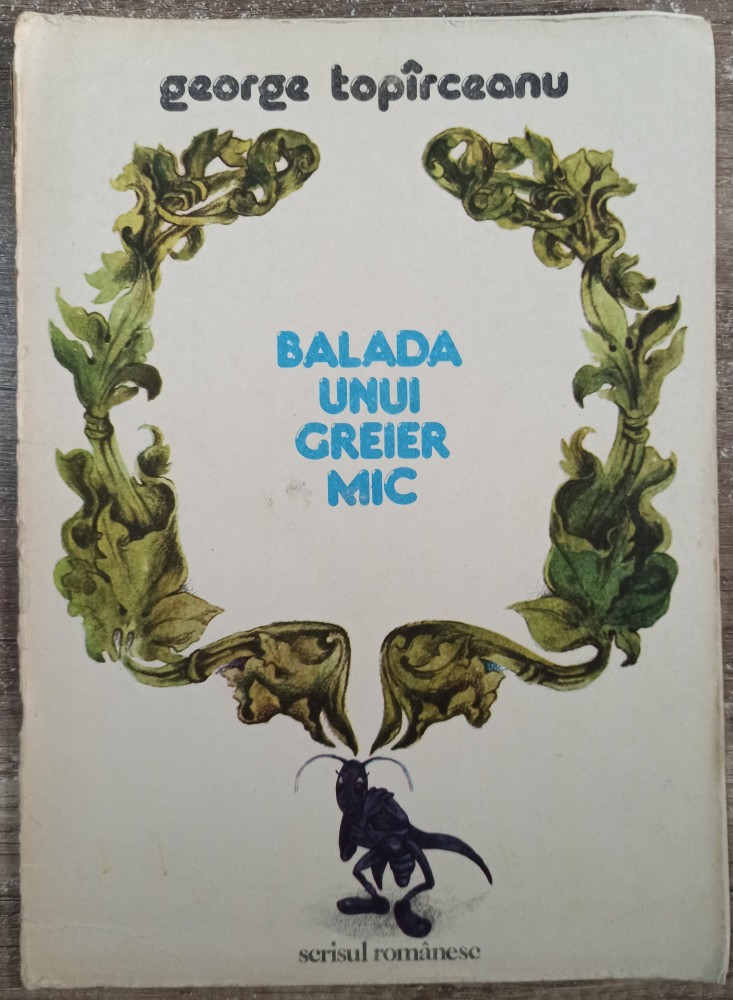 george topîrceanu
BALADA
UNUI
GREIER
MIC
scrisul românesc